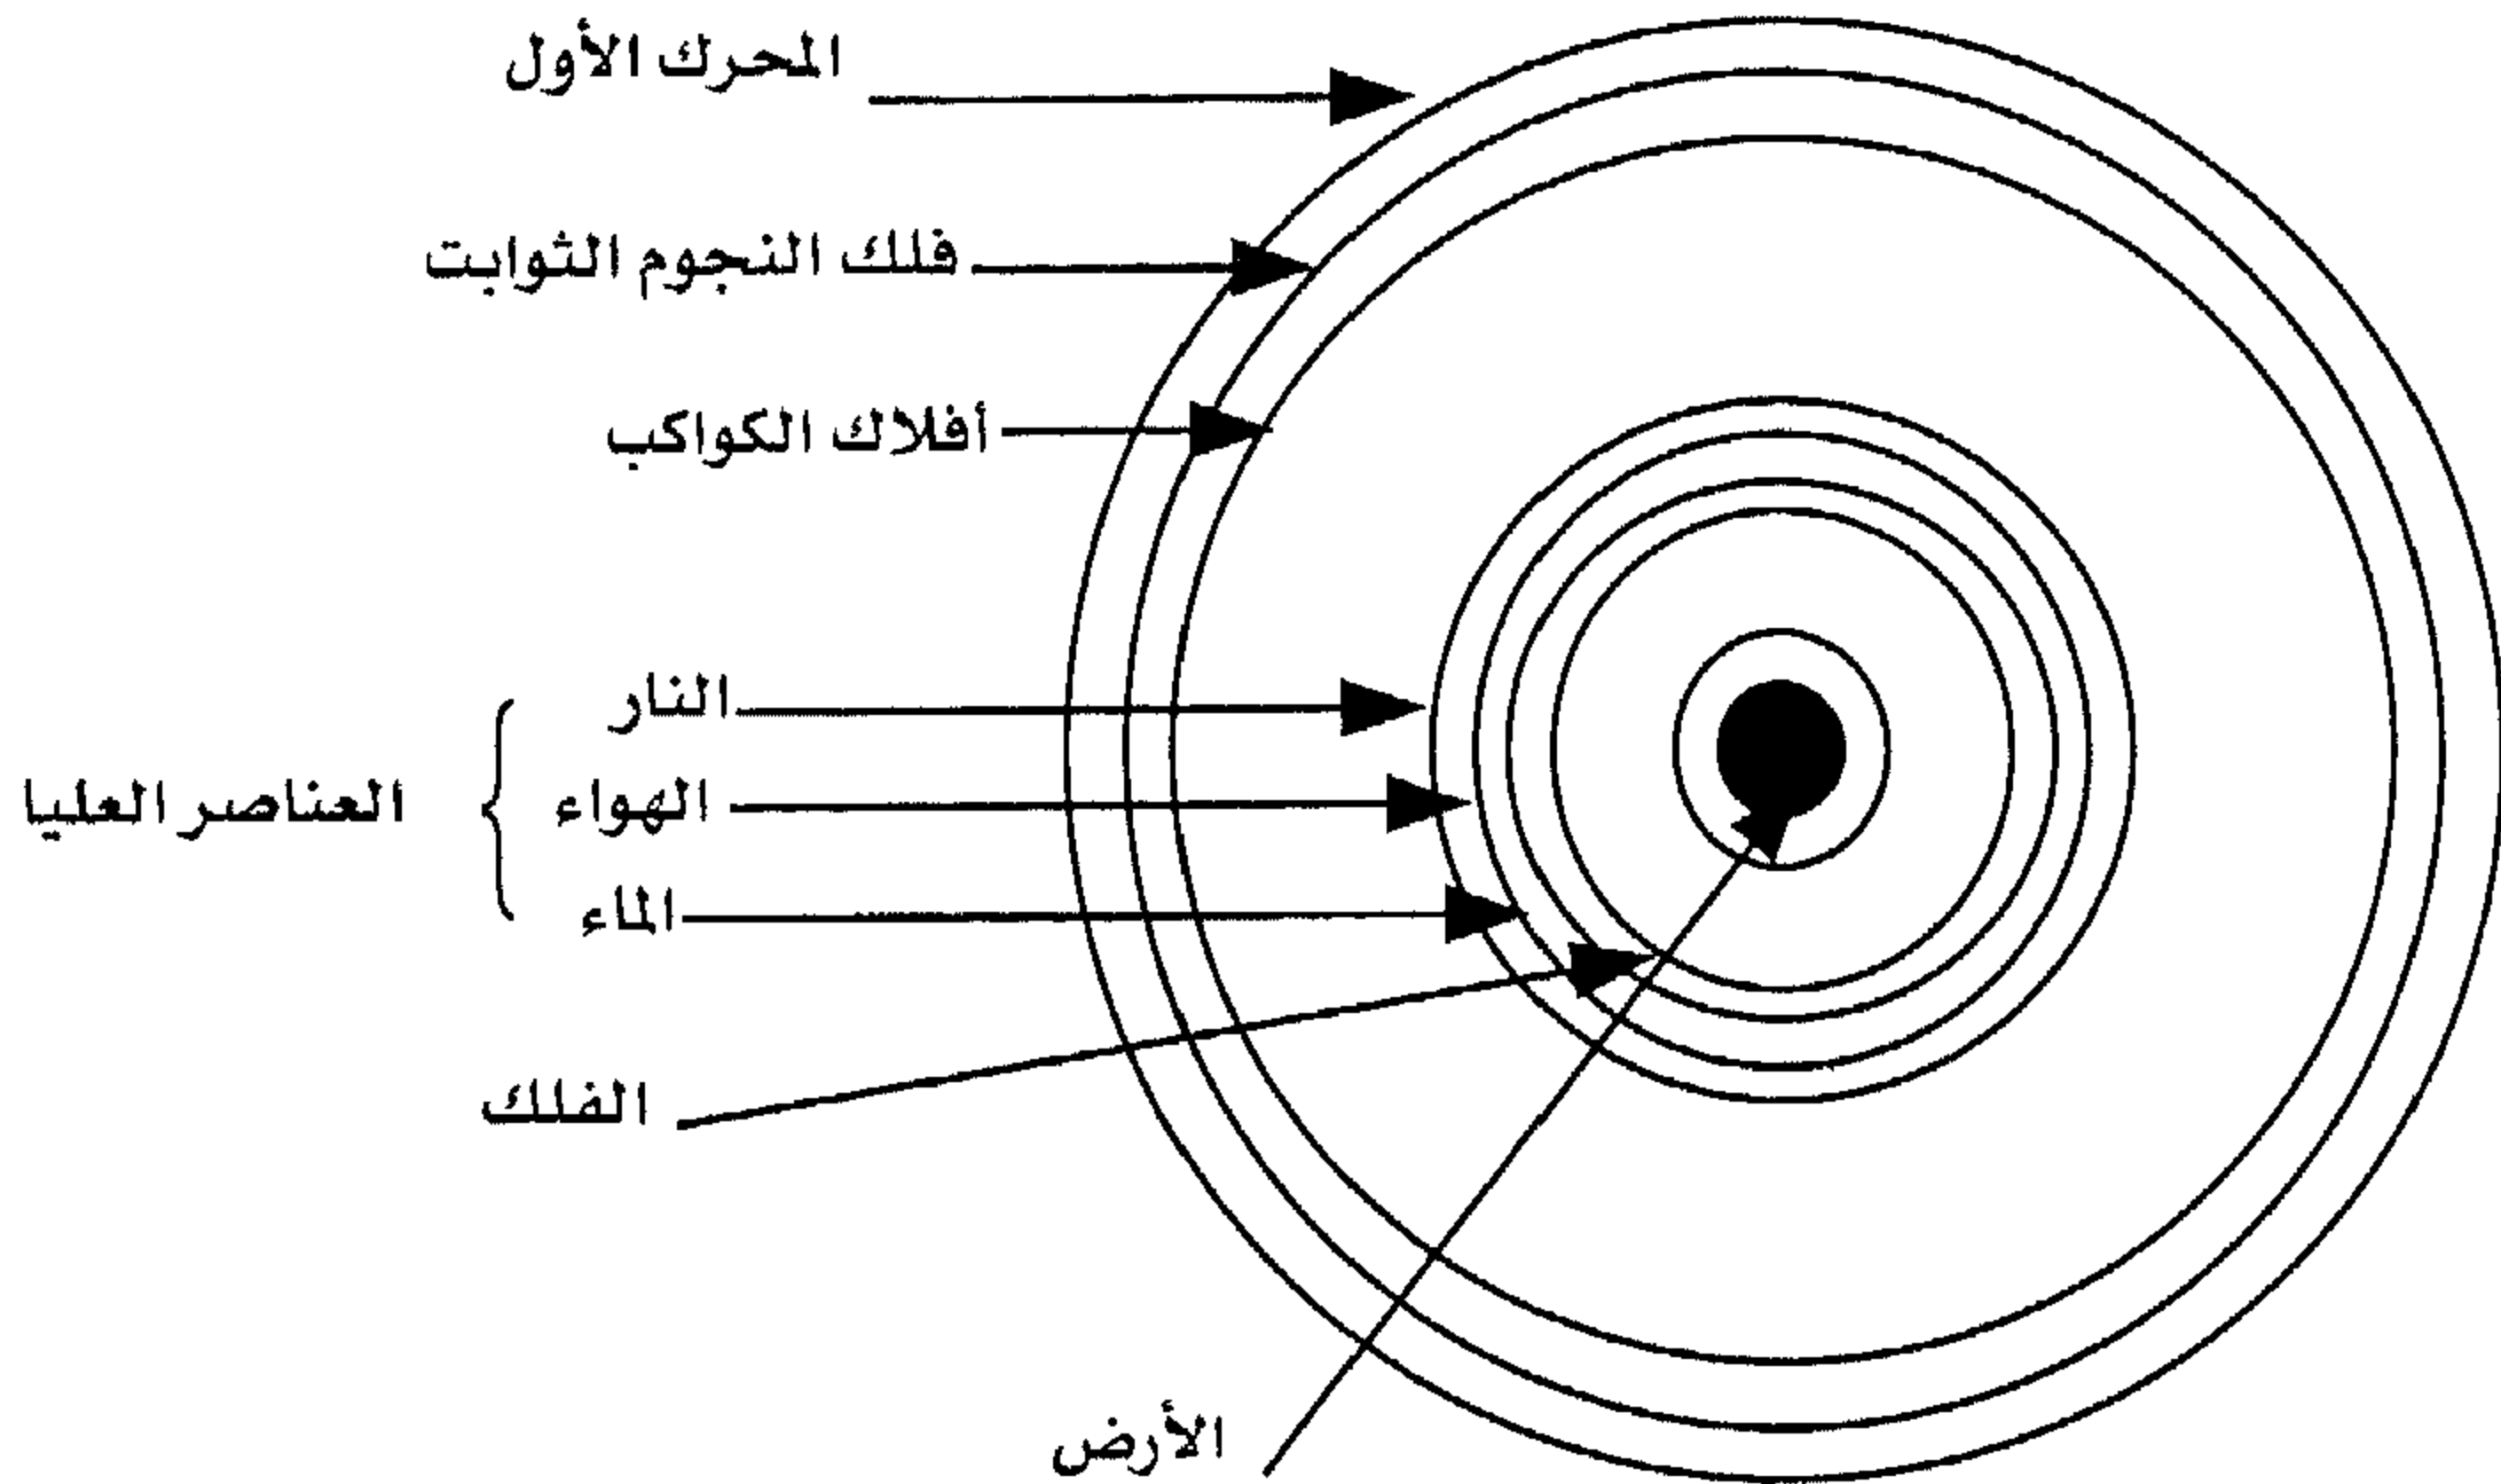 المحرك الأول
فلك النجوم الثوابت
أفلاك الكواكب
النار
العناصر العليا
الهواء
الماء
الفلك
الأرض